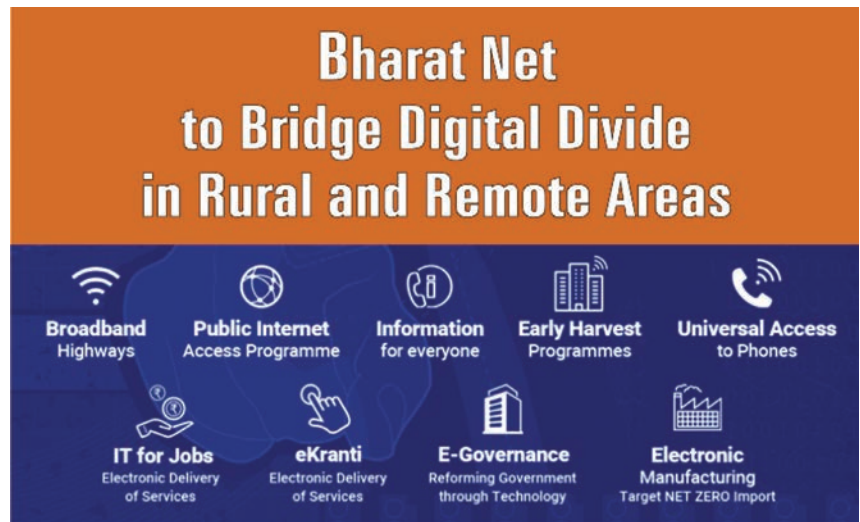 Bharat Net
to Bridge Digital Divide
in Rural and Remote Areas
Broadband
Highways
Public Internet
Access Programme
Information
for everyone
Early Harvest
Programmes
Universal Access
to Phones
IT for Jobs
Electronic Delivery
of Services
eKranti
Electronic Delivery
of Services
E-Governance
Reforming Government
through Technology
Electronic
Manufacturing
Target NET ZERO Import